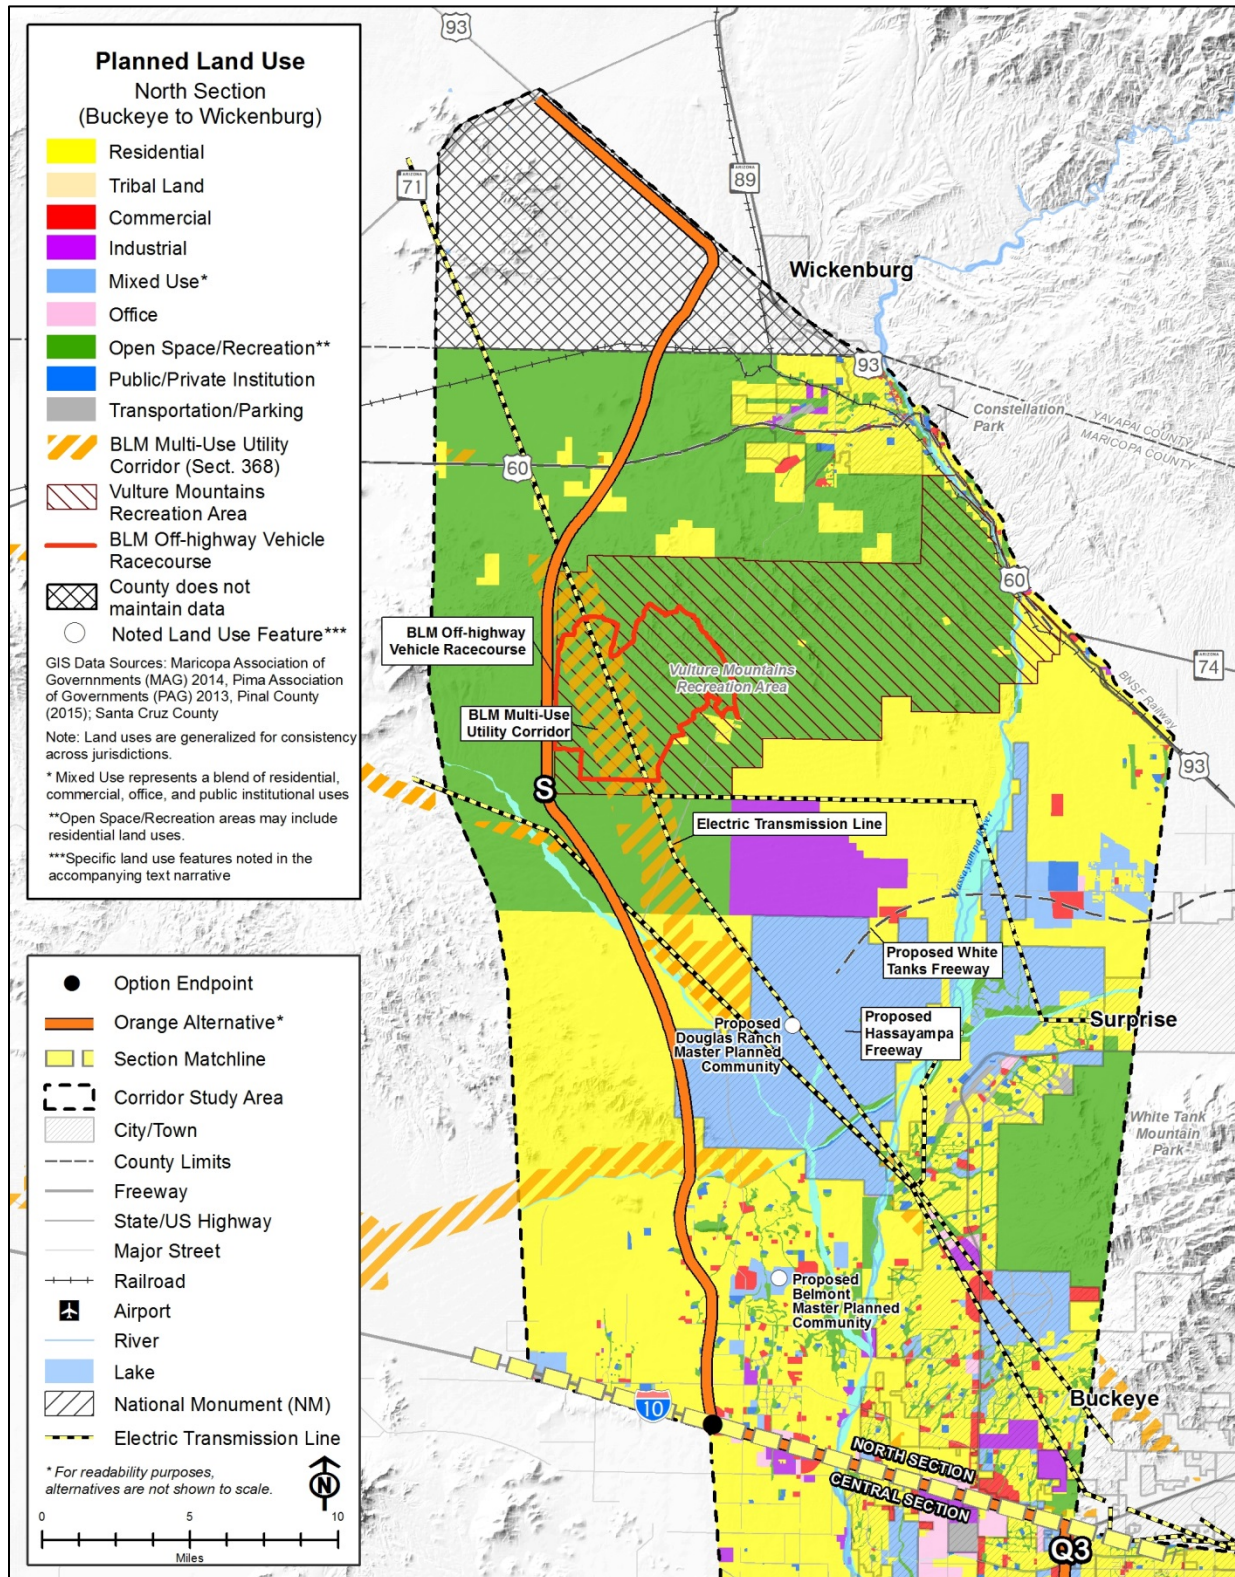 Planned Land Use
North Section
(Buckeye to Wickenburg)
Residential
Tribal Land
Commercial
Industrial
Mixed Use*
Office
Open Space/Recreation**
Public/Private Institution
Transportation/Parking
BLM Multi-Use Utility
Corridor (Sect. 368)
Vulture Mountains
Recreation Area
BLM Off-highway Vehicle
Racecourse
County does not
maintain data
Noted Land Use Feature***
GIS Data Sources: Maricopa Association of
Governnments (MAG) 2014, Pima Association
of Governments (PAG) 2013, Pinal County
(2015); Santa Cruz County
Note: Land uses are generalized for consistency
across jurisdictions.
* Mixed Use represents a blend of residential,
commercial, office, and public institutional uses
**Open Space/Recreation areas may include
residential land uses.
***Specific land use features noted in the
accompanying text narrative
Option Endpoint
Orange Alternative*
Section Matchline
Corridor Study Area
City/Town
County Limits
Freeway
State/US Highway
Major Street
Railroad
Airport
River
Lake
National Monument (NM)
Electric Transmission Line
* For readability purposes,
alternatives are not shown to scale.
N
0 5 10
Miles
93
ARIZONA
71
ARIZONA
89
Wickenburg
93
Constellation
Park
YAVAPAI COUNTY
MARICOPA COUNTY
60
60
BLM Off-highway
Vehicle Racecourse
Vulture Mountains
Recreation Area
ARIZONA
74
BNSF Railway
BLM Multi-Use
Utility Corridor
93
S
Electric Transmission Line
Hassayampa River
Proposed White
Tanks Freeway
Proposed
Douglas Ranch
Master Planned
Community
Proposed
Hassayampa
Freeway
Surprise
White Tank
Mountain
Park
Proposed
Belmont
Master Planned
Community
10
Buckeye
NORTH SECTION
CENTRAL SECTION
Q3